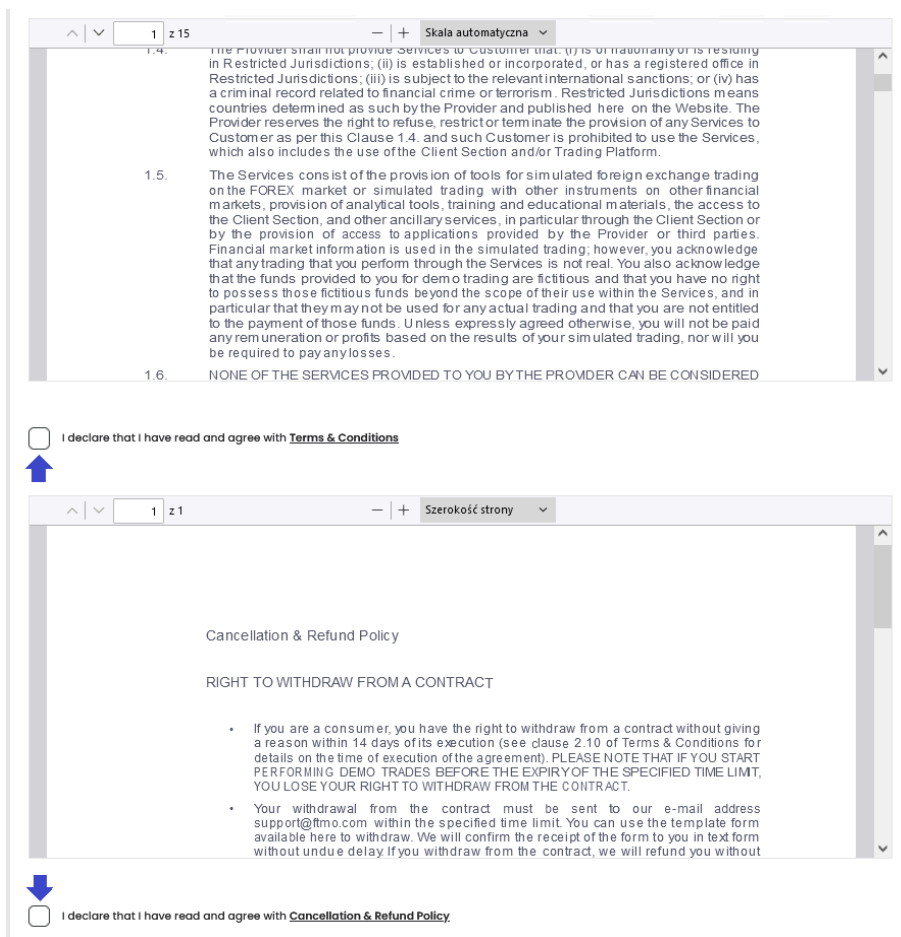 1 z 15 — + Skala automatyczna
1.4. The Provider shall not provide Services to Customer that: (i) is of nationality or is residing
in Restricted Jurisdictions; (ii) is established or incorporated, or has a registered office in
Restricted Jurisdictions; (iii) is subject to the relevant international sanctions; or (iv) has
a criminal record related to financial crime or terrorism. Restricted Jurisdictions means
countries determined as such by the Provider and published here on the Website. The
Provider reserves the right to refuse, restrict or terminate the provision of any Services to
Customer as per this Clause 1.4. and such Customer is prohibited to use the Services,
which also includes the use of the Client Section and/or Trading Platform.
1.5. The Services consist of the provision of tools for simulated foreign exchange trading
on the FOREX market or simulated trading with other instruments on other financial
markets, provision of analytical tools, training and educational materials, the access to
the Client Section, and other ancillary services, in particular through the Client Section or
by the provision of access to applications provided by the Provider or third parties.
Financial market information is used in the simulated trading; however, you acknowledge
that any trading that you perform through the Services is not real. You also acknowledge
that the funds provided to you for demo trading are fictitious and that you have no right
to possess those fictitious funds beyond the scope of their use within the Services, and in
particular that they may not be used for any actual trading and that you are not entitled
to the payment of those funds. Unless expressly agreed otherwise, you will not be paid
any remuneration or profits based on the results of your simulated trading, nor will you
be required to pay any losses.
1.6. NONE OF THE SERVICES PROVIDED TO YOU BY THE PROVIDER CAN BE CONSIDERED
I declare that I have read and agree with Terms & Conditions
1 z 1 — + Szerokość strony
Cancellation & Refund Policy
RIGHT TO WITHDRAW FROM A CONTRACT
• If you are a consumer, you have the right to withdraw from a contract without giving
a reason within 14 days of its execution (see clause 2.10 of Terms & Conditions for
details on the time of execution of the agreement). PLEASE NOTE THAT IF YOU START
PERFORMING DEMO TRADES BEFORE THE EXPIRY OF THE SPECIFIED TIME LIMIT,
YOU LOSE YOUR RIGHT TO WITHDRAW FROM THE CONTRACT.
• Your withdrawal from the contract must be sent to our e-mail address
support@ftmo.com within the specified time limit. You can use the template form
available here to withdraw. We will confirm the receipt of the form to you in text form
without undue delay. If you withdraw from the contract, we will refund you without
I declare that I have read and agree with Cancellation & Refund Policy